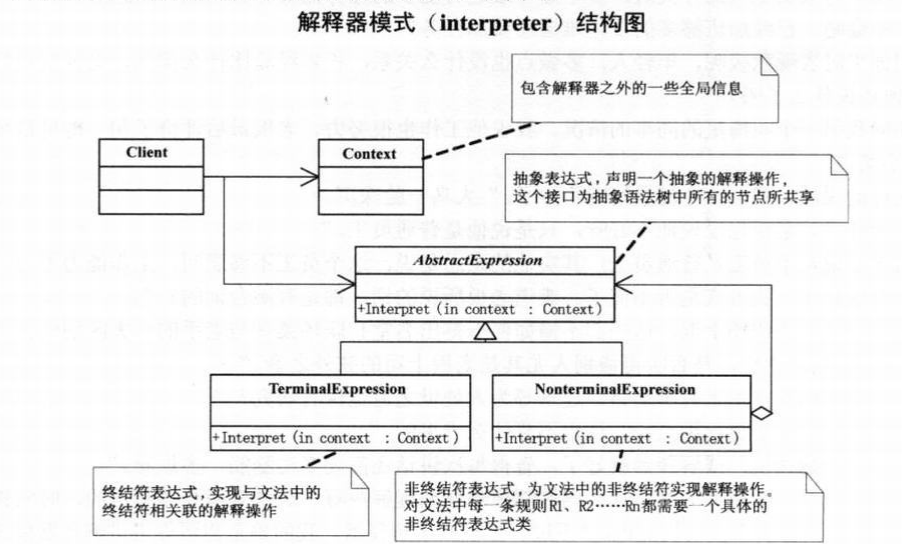 解释器模式（interpreter）结构图
包含解释器之外的一些全局信息
Client
Context
抽象表达式，声明一个抽象的解释操作，
这个接口为抽象语法树中所有的节点所共享
AbstractExpression
+Interpret(in context : Context)
TerminalExpression
NonterminalExpression
+Interpret(in context : Context)
+Interpret(in context : Context)
终结符表达式，实现与文法中的
终结符相关联的解释操作
非终结符表达式，为文法中的非终结符实现解释操作。
对文法中每一条规则R1、R2……Rn都需要一个具体的
非终结符表达式类